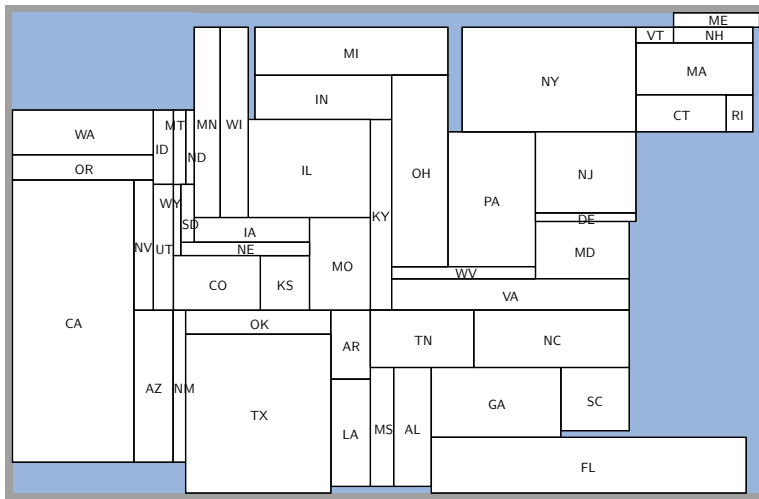 ME
VT NH
MI
NY
MA
IN
CT RI
WA
MT
MN WI
ID
ND
OR
IL
OH
NJ
PA
WY
KY
SD
IA
DE
NV
UT
NE
MO
MD
WV
CO
KS
VA
CA
OK
AR
TN
NC
AZ
NM
TX
LA
MS
AL
GA
SC
FL